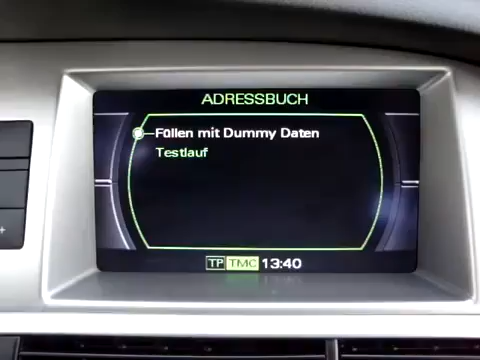 ADRESSBUCH
Füllen mit Dummy Daten
Testlauf
TP TMC 13:40
+